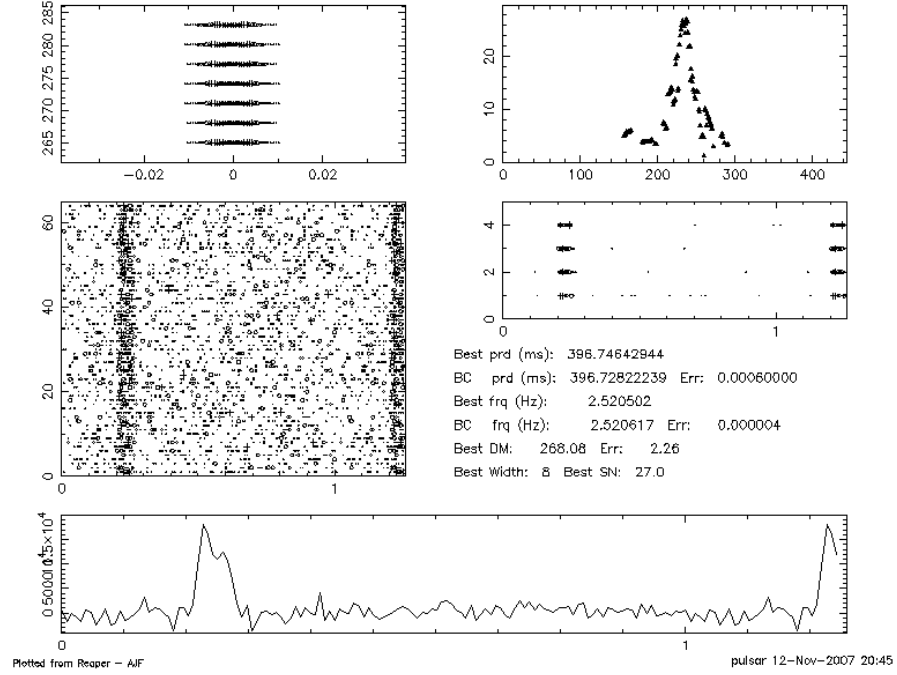 285
280
275
270
265
−0.02 0 0.02
20
10
0
0 100 200 300 400
60
40
20
0
0 1
4
2
0
0 1
Best prd (ms): 396.74642944
BC prd (ms): 396.72822239 Err: 0.00060000
Best frq (Hz): 2.520502
BC frq (Hz): 2.520617 Err: 0.000004
Best DM: 268.08 Err: 2.26
Best Width: 8 Best SN: 27.0
0 5000
0 1
Plotted from Reaper − AJF
pulsar 12−Nov−2007 20:45